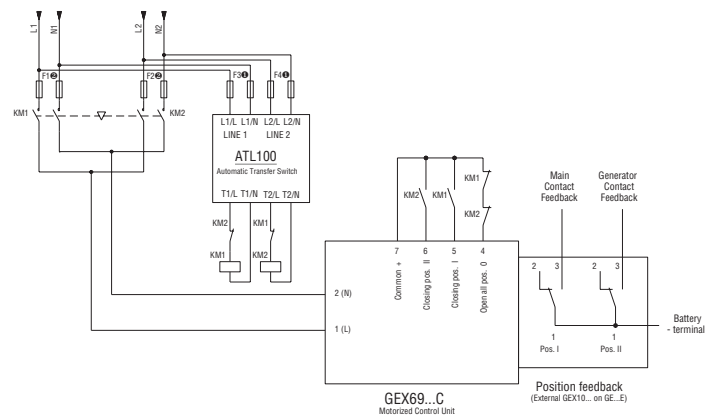 L1
N1
L2
N2
F1❷
F2❷
F3❶
F4❶
KM1
KM2
L1/L L1/N L2/L L2/N
LINE 1 LINE 2
ATL100
Automatic Transfer Switch
T1/L T1/N T2/L T2/N
KM2
KM1
KM1
KM2
KM2
KM1
KM1
KM2
7
6
5
4
Common +
Closing pos. II
Closing pos. I
Open all pos. 0
2 (N)
1 (L)
GEX69...C
Motorized Control Unit
Main
Contact
Feedback
Generator
Contact
Feedback
2 3
2 3
1
1
Pos. I
Pos. II
Battery
- terminal
Position feedback
(External GEX10... on GE...E)